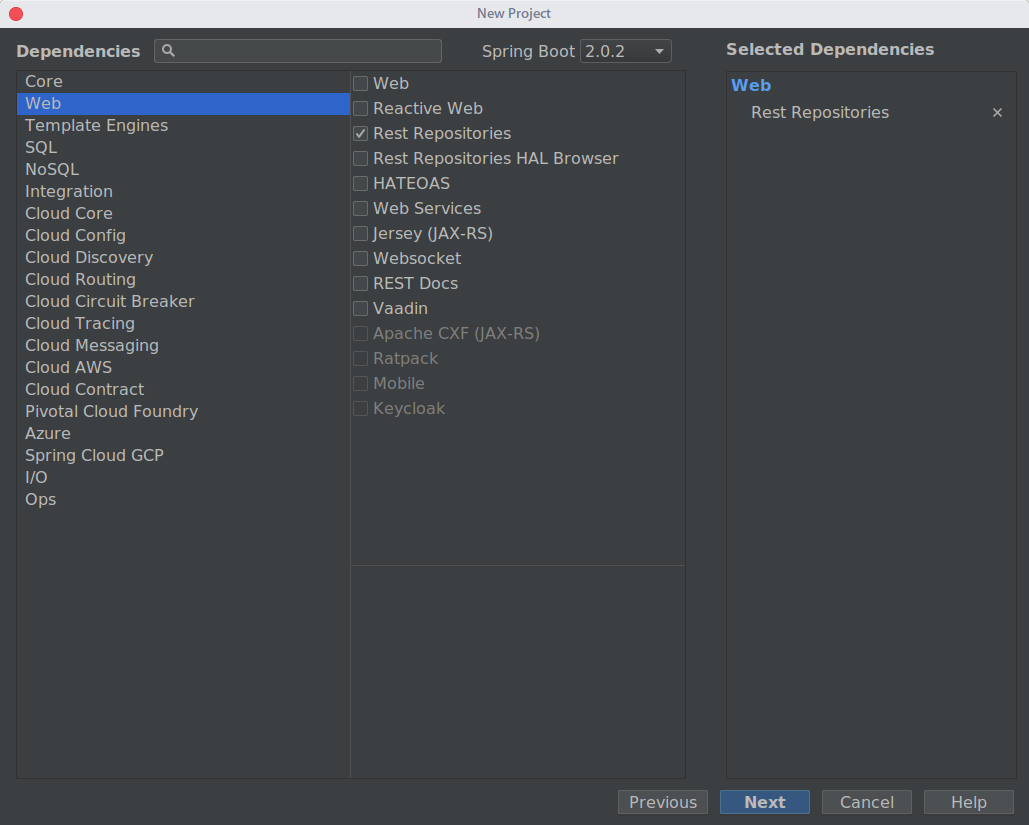 New Project
Dependencies
Spring Boot 2.0.2
Selected Dependencies
Core
Web
Template Engines
SQL
NoSQL
Integration
Cloud Core
Cloud Config
Cloud Discovery
Cloud Routing
Cloud Circuit Breaker
Cloud Tracing
Cloud Messaging
Cloud AWS
Cloud Contract
Pivotal Cloud Foundry
Azure
Spring Cloud GCP
I/O
Ops
Web
Reactive Web
Rest Repositories
Rest Repositories HAL Browser
HATEOAS
Web Services
Jersey (JAX-RS)
Websocket
REST Docs
Vaadin
Apache CXF (JAX-RS)
Ratpack
Mobile
Keycloak
Web
Rest Repositories
Previous
Next
Cancel
Help